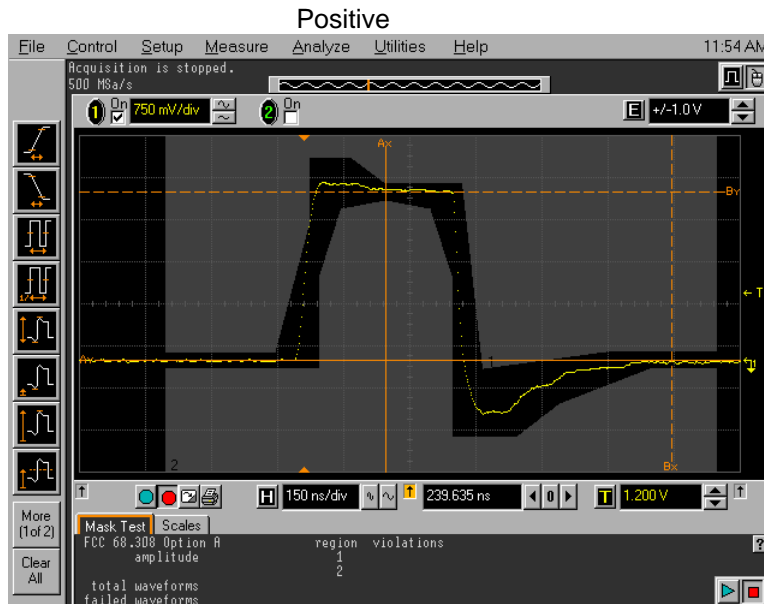 Positive
File Control Setup Measure Analyze Utilities Help 11:54 AM
Acquisition is stopped.
500 MSa/s
1 On 750 mV/div 2 On E +/-1.0 V
Ax
By
T
Ay 1
1
2 Bx
H 150 ns/div 239.635 ns 0 T 1.200 V
More
(1of 2)
Clear
All
Mask Test Scales
FCC 68.308 Option A region violations
amplitude 1
2
total waveforms
failed waveforms
?
1/